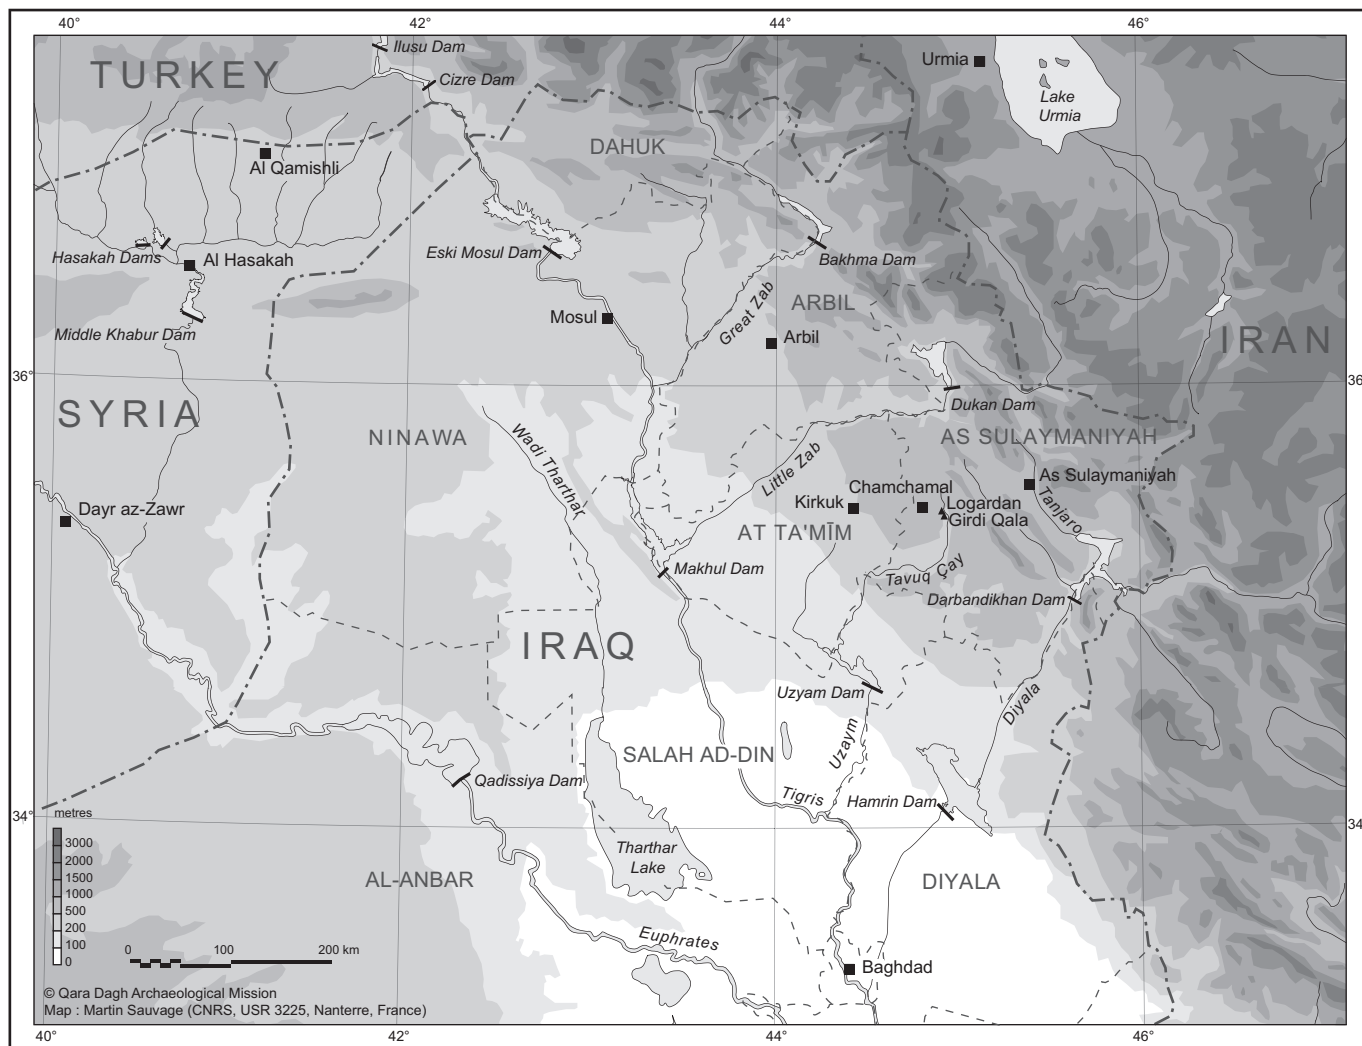 40°
42°
44°
46°
Ilusu Dam
Cizre Dam
Urmia
Lake
Urmia
TURKEY
DAHUK
Al Qamishli
Hasakah Dams
Al Hasakah
Eski Mosul Dam
Bakhma Dam
Middle Khabur Dam
Mosul
Great Zab
ARBIL
Arbil
IRAN
36°
36°
Dukan Dam
SYRIA
NINAWA
Wadi Tharthar
AS SULAYMANIYAH
Little Zab
As Sulaymaniyah
Chamchamal
Kirkuk
Logardan
Girdi Qala
Tanjaro
Dayr az-Zawr
AT TA'MĪM
Makhul Dam
Tavuq Çay
Darbandikhan Dam
IRAQ
Uzyam Dam
Diyala
Uzaym
SALAH AD-DIN
Qadissiya Dam
Tigris
Hamrin Dam
34°
34°
metres
3000
2000
1500
1000
500
200
100
0
Tharthar
Lake
AL-ANBAR
DIYALA
0 100 200 km
Euphrates
Baghdad
© Qara Dagh Archaeological Mission
Map : Martin Sauvage (CNRS, USR 3225, Nanterre, France)
40°
42°
44°
46°